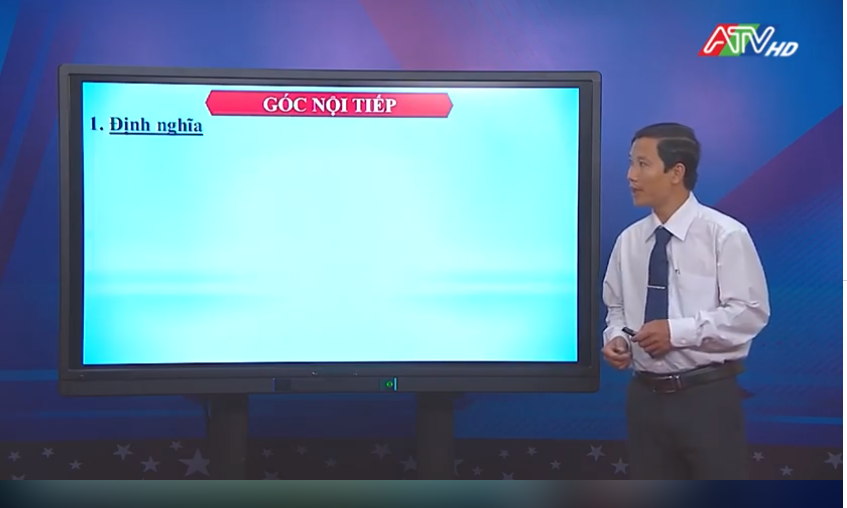 ATV HD
GÓC NỘI TIẾP
1. Định nghĩa